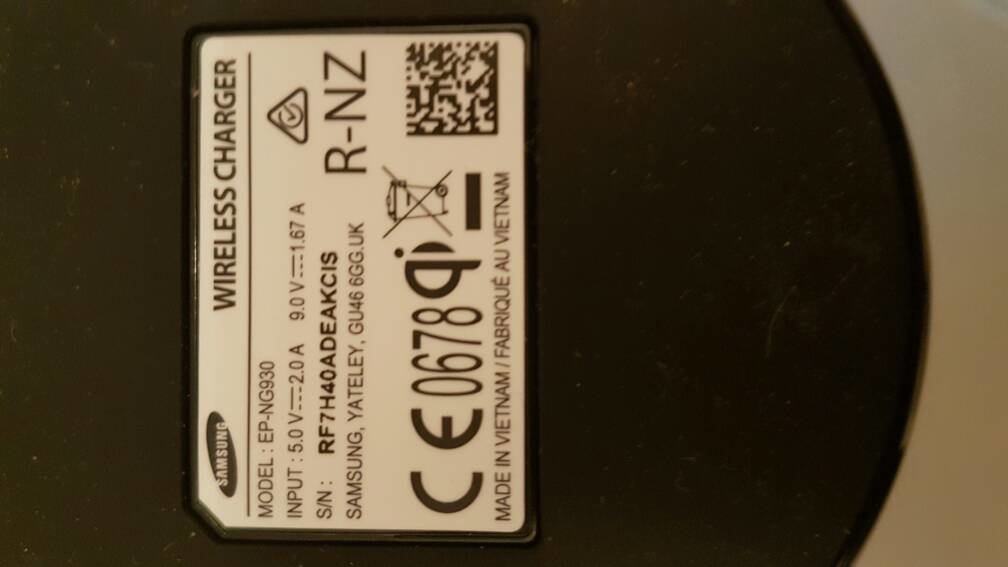 SAMSUNG
WIRELESS CHARGER
MODEL : EP-NG930
INPUT : 5.0 V⎓2.0 A 9.0 V⎓1.67 A
S/N : RF7H40ADEAKCIS
SAMSUNG, YATELEY, GU46 6GG.UK
R-NZ
CE0678 qi
MADE IN VIETNAM / FABRIQUÉ AU VIETNAM